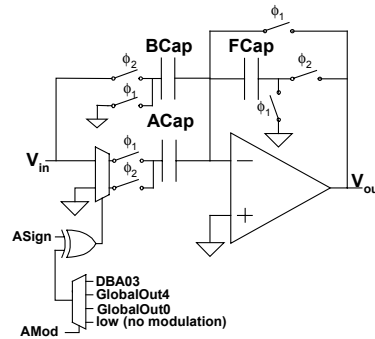 ϕ1
BCap FCap
ϕ2
ϕ2
ϕ1
ϕ1
ACap
Vin
ϕ1
ϕ2
−
+
Vou
ASign
DBA03
GlobalOut4
GlobalOut0
low (no modulation)
AMod